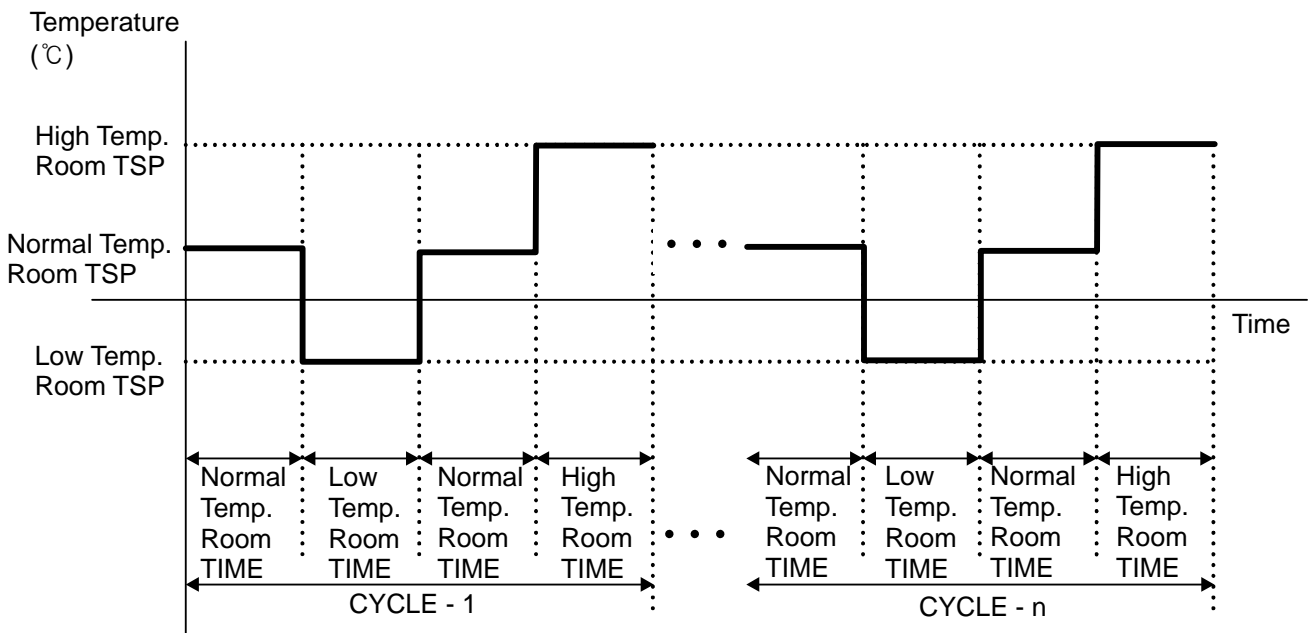 Temperature
(℃)
High Temp.
Room TSP
Normal Temp.
Room TSP
Low Temp.
Room TSP
Time
Normal
Temp.
Room
TIME
Low
Temp.
Room
TIME
Normal
Temp.
Room
TIME
High
Temp.
Room
TIME
Normal
Temp.
Room
TIME
Low
Temp.
Room
TIME
Normal
Temp.
Room
TIME
High
Temp.
Room
TIME
CYCLE - 1
CYCLE - n